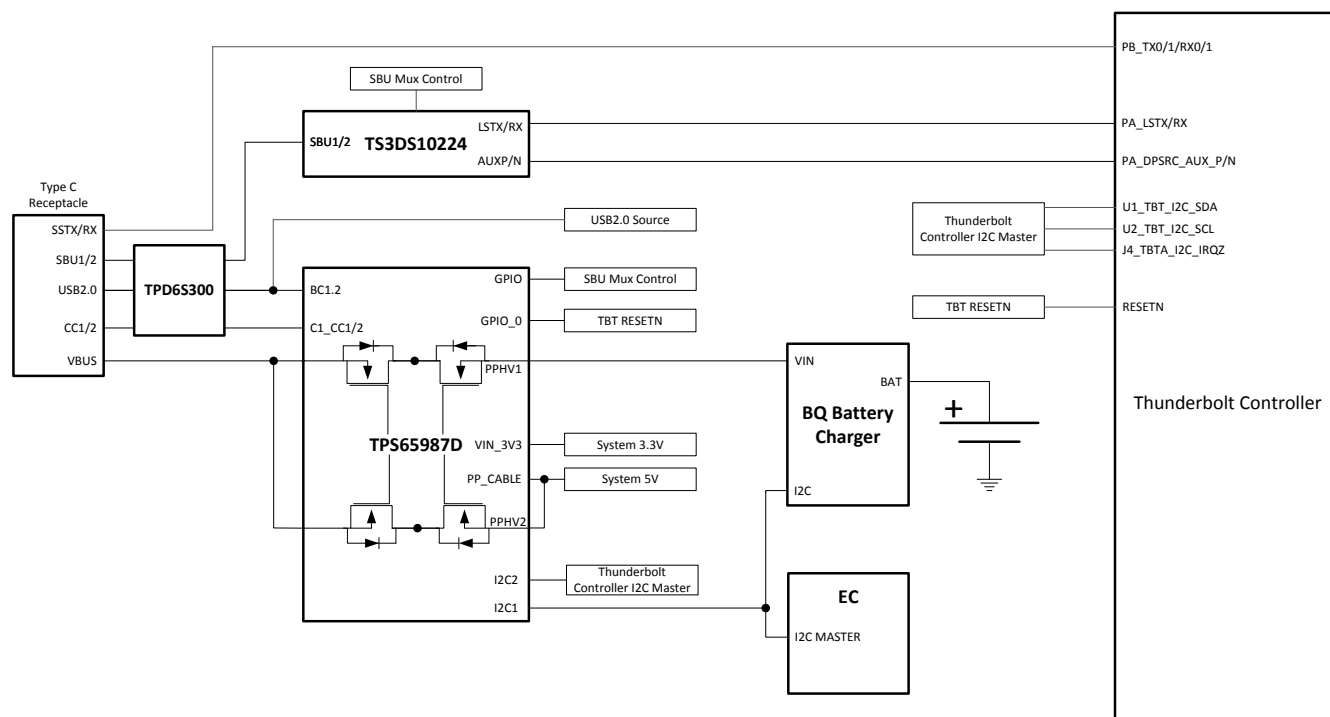 PB_TX0/1/RX0/1
SBU Mux Control
LSTX/RX
PA_LSTX/RX
SBU1/2
TS3DS10224
AUXP/N
PA_DPSRC_AUX_P/N
Type C
Receptacle
SSTX/RX
SBU1/2
USB2.0
CC1/2
VBUS
TPD6S300
USB2.0 Source
Thunderbolt
Controller I2C Master
U1_TBT_I2C_SDA
U2_TBT_I2C_SCL
J4_TBTA_I2C_IRQZ
BC1.2
C1_CC1/2
GPIO
SBU Mux Control
GPIO_0
TBT RESETN
TBT RESETN
RESETN
PPHV1
TPS65987D
VIN_3V3
System 3.3V
PP_CABLE
System 5V
PPHV2
I2C2
Thunderbolt
Controller I2C Master
I2C1
VIN
BAT
BQ Battery
Charger
I2C
+
EC
I2C MASTER
Thunderbolt Controller